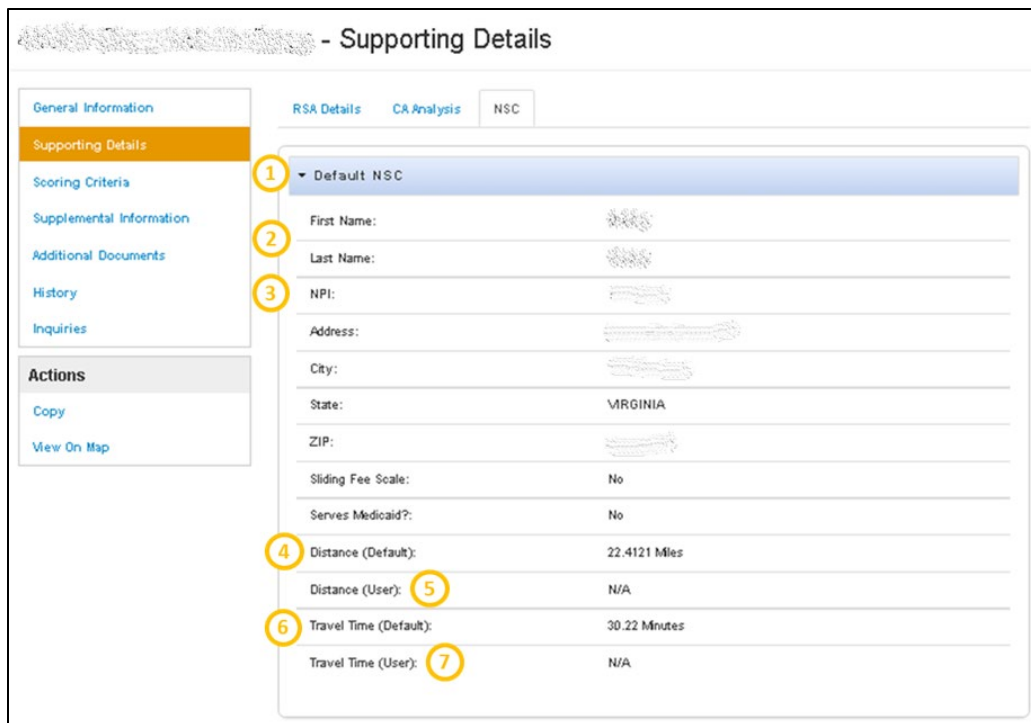 - Supporting Details
General Information
Supporting Details
Scoring Criteria
Supplemental Information
Additional Documents
History
Inquiries
Actions
Copy
View On Map
RSA Details CA Analysis NSC
1 Default NSC
First Name:
2
Last Name:
3 NPI:
Address:
City:
State: VIRGINIA
ZIP:
Sliding Fee Scale: No
Serves Medicaid?: No
4 Distance (Default): 22.4121 Miles
Distance (User): 5 N/A
6 Travel Time (Default): 30.22 Minutes
Travel Time (User): 7 N/A